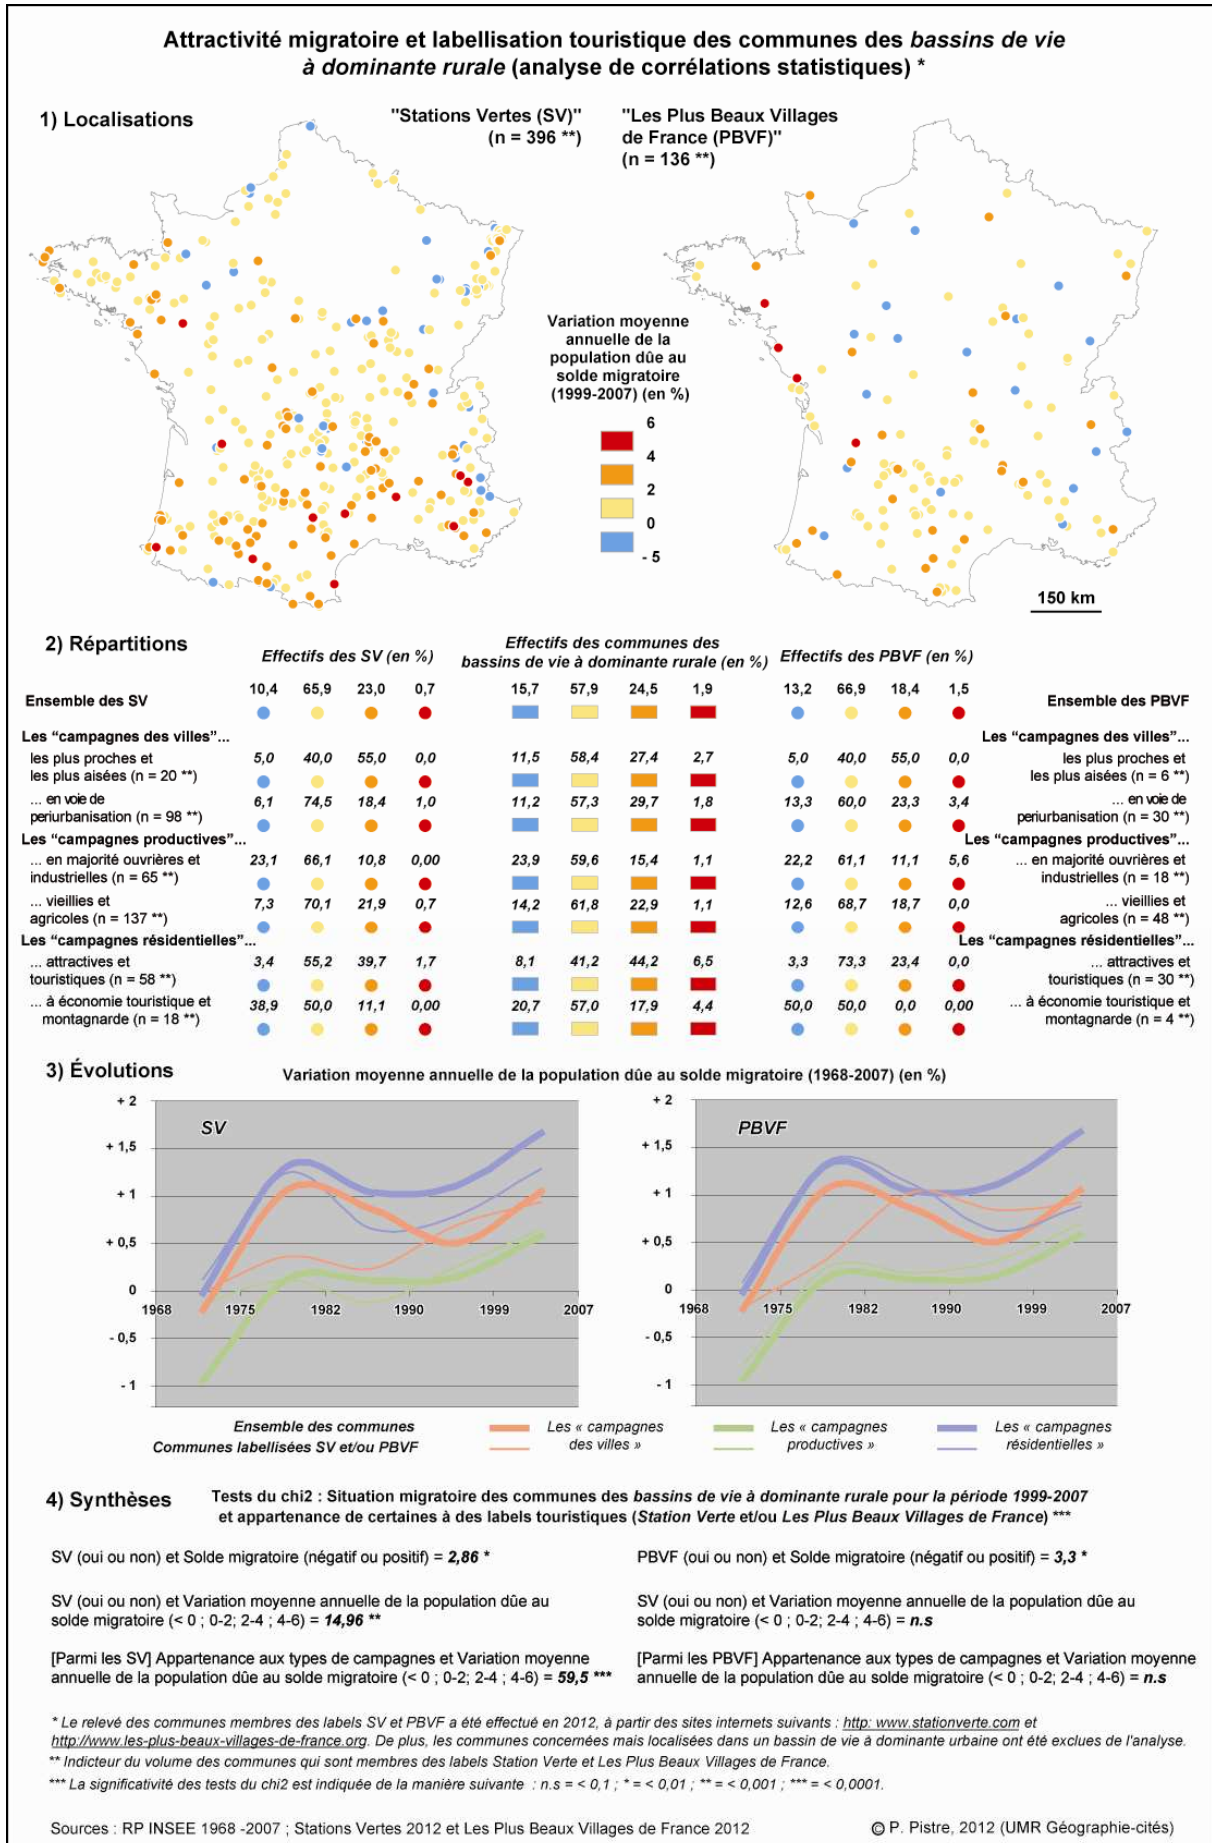 Attractivité migratoire et labellisation touristique des communes des bassins de vie
à dominante rurale (analyse de corrélations statistiques) *
1) Localisations
"Stations Vertes (SV)"
(n = 396 **)
"Les Plus Beaux Villages
de France (PBVF)"
(n = 136 **)
Variation moyenne
annuelle de la
population dûe au
solde migratoire
(1999-2007) (en %)
6
4
2
0
- 5
150 km
2) Répartitions
Effectifs des SV (en %)
Effectifs des communes des
bassins de vie à dominante rurale (en %)
Effectifs des PBVF (en %)
Ensemble des SV 10,4 65,9 23,0 0,7 15,7 57,9 24,5 1,9 13,2 66,9 18,4 1,5 Ensemble des PBVF
Les "campagnes des villes"... Les "campagnes des villes"...
les plus proches et 5,0 40,0 55,0 0,0 11,5 58,4 27,4 2,7 5,0 40,0 55,0 0,0 les plus proches et
les plus aisées (n = 20 **) les plus aisées (n = 6 **)
... en voie de 6,1 74,5 18,4 1,0 11,2 57,3 29,7 1,8 13,3 60,0 23,3 3,4 ... en voie de
periurbanisation (n = 98 **) periurbanisation (n = 30 **)
Les "campagnes productives"... Les "campagnes productives"...
... en majorité ouvrières et 23,1 66,1 10,8 0,00 23,9 59,6 15,4 1,1 22,2 61,1 11,1 5,6 ... en majorité ouvrières et
industrielles (n = 65 **) industrielles (n = 18 **)
... vieillies et 7,3 70,1 21,9 0,7 14,2 61,8 22,9 1,1 12,6 68,7 18,7 0,0 ... vieillies et
agricoles (n = 137 **) agricoles (n = 48 **)
Les "campagnes résidentielles"... Les "campagnes résidentielles"...
... attractives et 3,4 55,2 39,7 1,7 8,1 41,2 44,2 6,5 3,3 73,3 23,4 0,0 ... attractives et
touristiques (n = 58 **) touristiques (n = 30 **)
... à économie touristique et 38,9 50,0 11,1 0,00 20,7 57,0 17,9 4,4 50,0 50,0 0,0 0,00 ... à économie touristique et
montagnarde (n = 18 **) montagnarde (n = 4 **)
3) Évolutions
Variation moyenne annuelle de la population dûe au solde migratoire (1968-2007) (en %)
SV
+ 2
+ 1,5
+ 1
+ 0,5
0
- 0,5
- 1
1968 1975 1982 1990 1999 2007
PBVF
+ 2
+ 1,5
+ 1
+ 0,5
0
- 0,5
- 1
1968 1975 1982 1990 1999 2007
Ensemble des communes
Communes labellisées SV et/ou PBVF
Les « campagnes
des villes »
Les « campagnes
productives »
Les « campagnes
résidentielles »
4) Synthèses
Tests du chi2 : Situation migratoire des communes des bassins de vie à dominante rurale pour la période 1999-2007
et appartenance de certaines à des labels touristiques (Station Verte et/ou Les Plus Beaux Villages de France) ***
SV (oui ou non) et Solde migratoire (négatif ou positif) = 2,86 *
SV (oui ou non) et Variation moyenne annuelle de la population dûe au
solde migratoire (< 0 ; 0-2; 2-4 ; 4-6) = 14,96 **
[Parmi les SV] Appartenance aux types de campagnes et Variation moyenne
annuelle de la population dûe au solde migratoire (< 0 ; 0-2; 2-4 ; 4-6) = 59,5 ***
PBVF (oui ou non) et Solde migratoire (négatif ou positif) = 3,3 *
SV (oui ou non) et Variation moyenne annuelle de la population dûe au
solde migratoire (< 0 ; 0-2; 2-4 ; 4-6) = n.s
[Parmi les PBVF] Appartenance aux types de campagnes et Variation moyenne
annuelle de la population dûe au solde migratoire (< 0 ; 0-2; 2-4 ; 4-6) = n.s
* Le relevé des communes membres des labels SV et PBVF a été effectué en 2012, à partir des sites internets suivants : http: www.stationverte.com et
http://www.les-plus-beaux-villages-de-france.org. De plus, les communes concernées mais localisées dans un bassin de vie à dominante urbaine ont été exclues de l'analyse.
** Indicteur du volume des communes qui sont membres des labels Station Verte et Les Plus Beaux Villages de France.
*** La significativité des tests du chi2 est indiquée de la manière suivante : n.s = < 0,1 ; * = < 0,01 ; ** = < 0,001 ; *** = < 0,0001.
Sources : RP INSEE 1968 -2007 ; Stations Vertes 2012 et Les Plus Beaux Villages de France 2012
© P. Pistre, 2012 (UMR Géographie-cités)